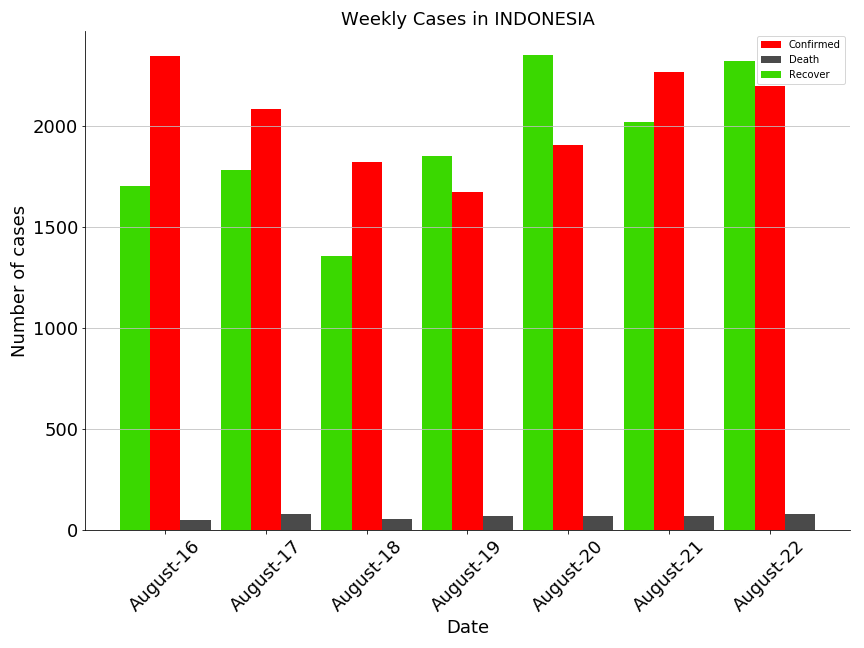 Weekly Cases in INDONESIA
Confirmed
Death
Recover
Number of cases
2000
1500
1000
500
0
August-16
August-17
August-18
August-19
August-20
August-21
August-22
Date